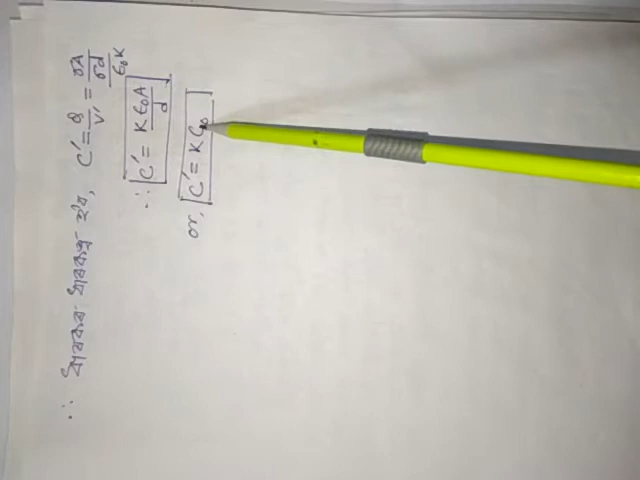 ∴ ধারকের ধারকত্ব হব, C' = Q/V' = σA/(σd/ε₀K)
∴ C' = Kε₀A/d
or, C' = KC₀